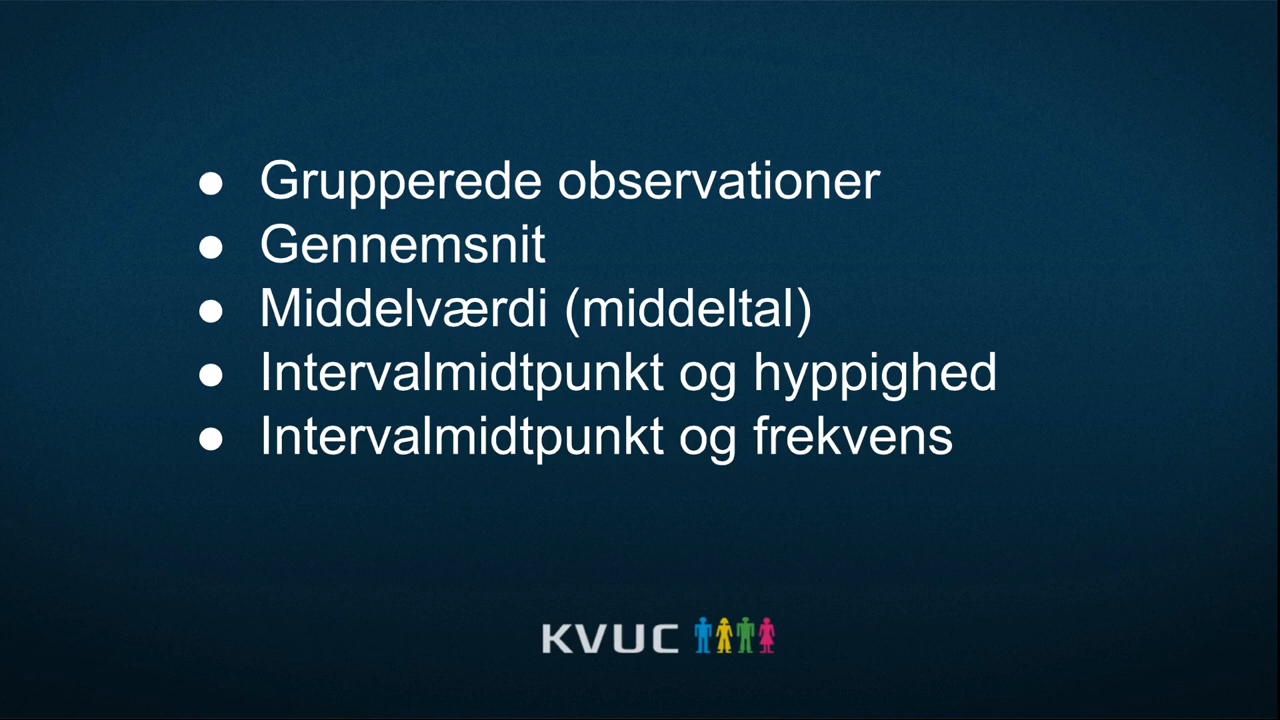 ● Grupperede observationer
● Gennemsnit
● Middelværdi (middeltal)
● Intervalmidtpunkt og hyppighed
● Intervalmidtpunkt og frekvens
KVUC